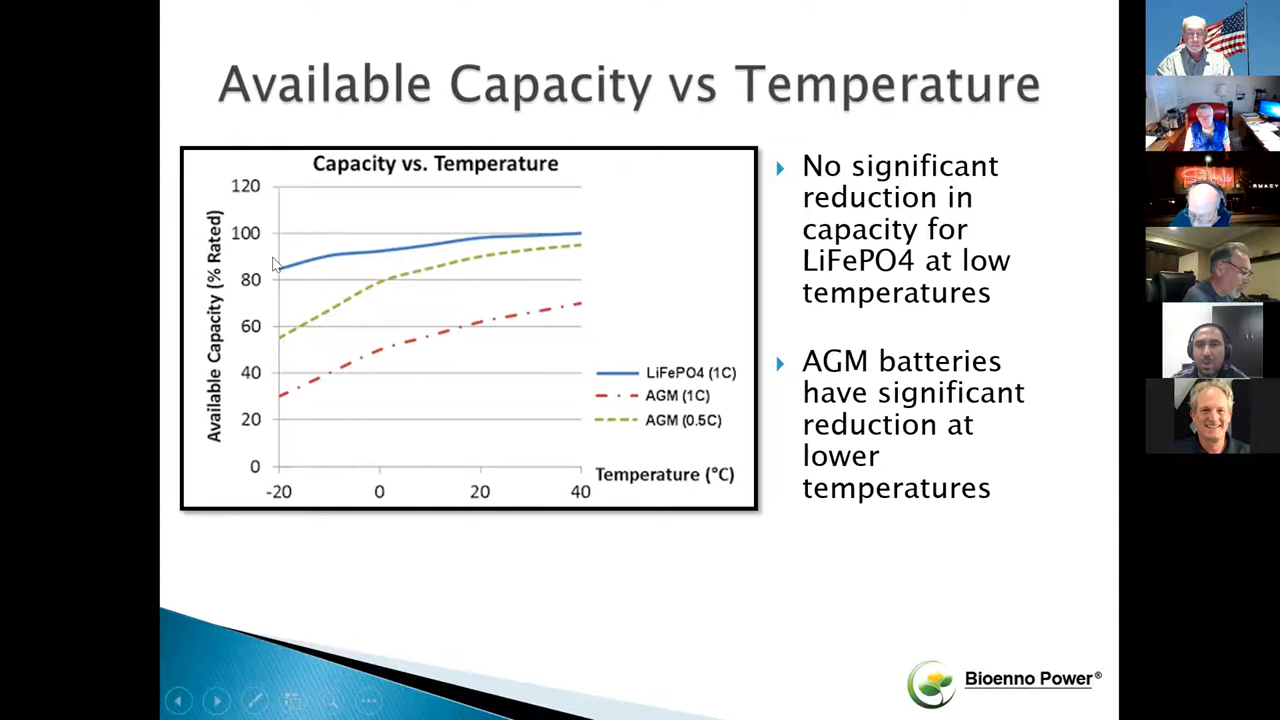 Available Capacity vs Temperature
Capacity vs. Temperature
120
100
80
60
40
20
0
Available Capacity (% Rated)
-20
0
20
40
Temperature (°C)
LiFePO4 (1C)
AGM (1C)
AGM (0.5C)
No significant
reduction in
capacity for
LiFePO4 at low
temperatures
AGM batteries
have significant
reduction at
lower
temperatures
Bioenno Power®